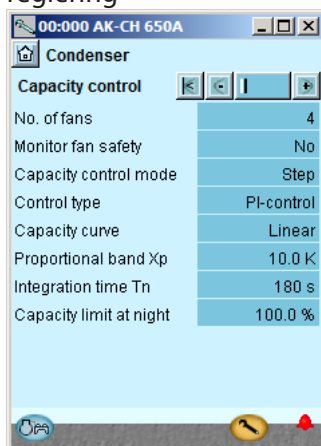 regiering
00:000 AK-CH 650A
Condenser
Capacity control
No. of fans 4
Monitor fan safety No
Capacity control mode Step
Control type PI-control
Capacity curve Linear
Proportional band Xp 10.0 K
Integration time Tn 180 s
Capacity limit at night 100.0 %